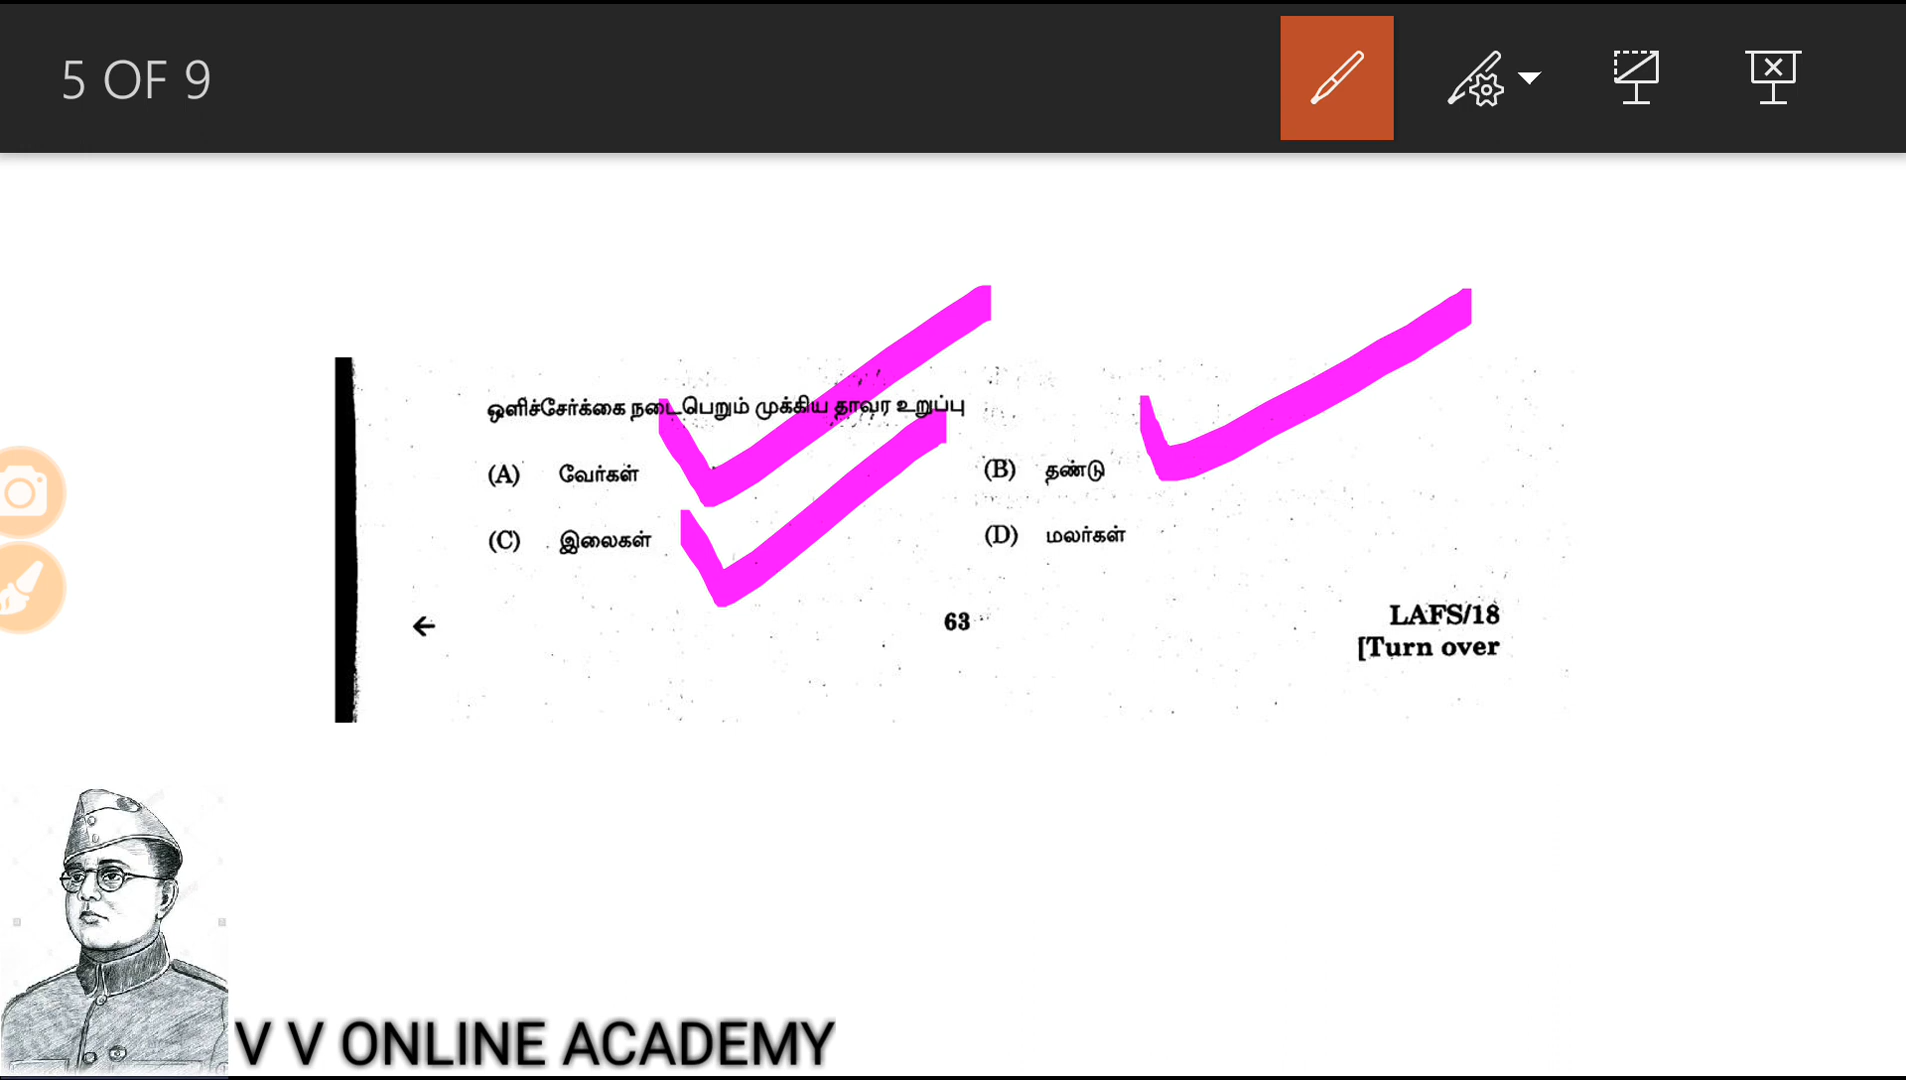 5 OF 9
ஒளிச்சேர்க்கை நடைபெறும் முக்கிய தாவர உறுப்பு
(A) வேர்கள் (B) தண்டு
(C) இலைகள் (D) மலர்கள்
← 63 LAFS/18
[Turn over
V V ONLINE ACADEMY